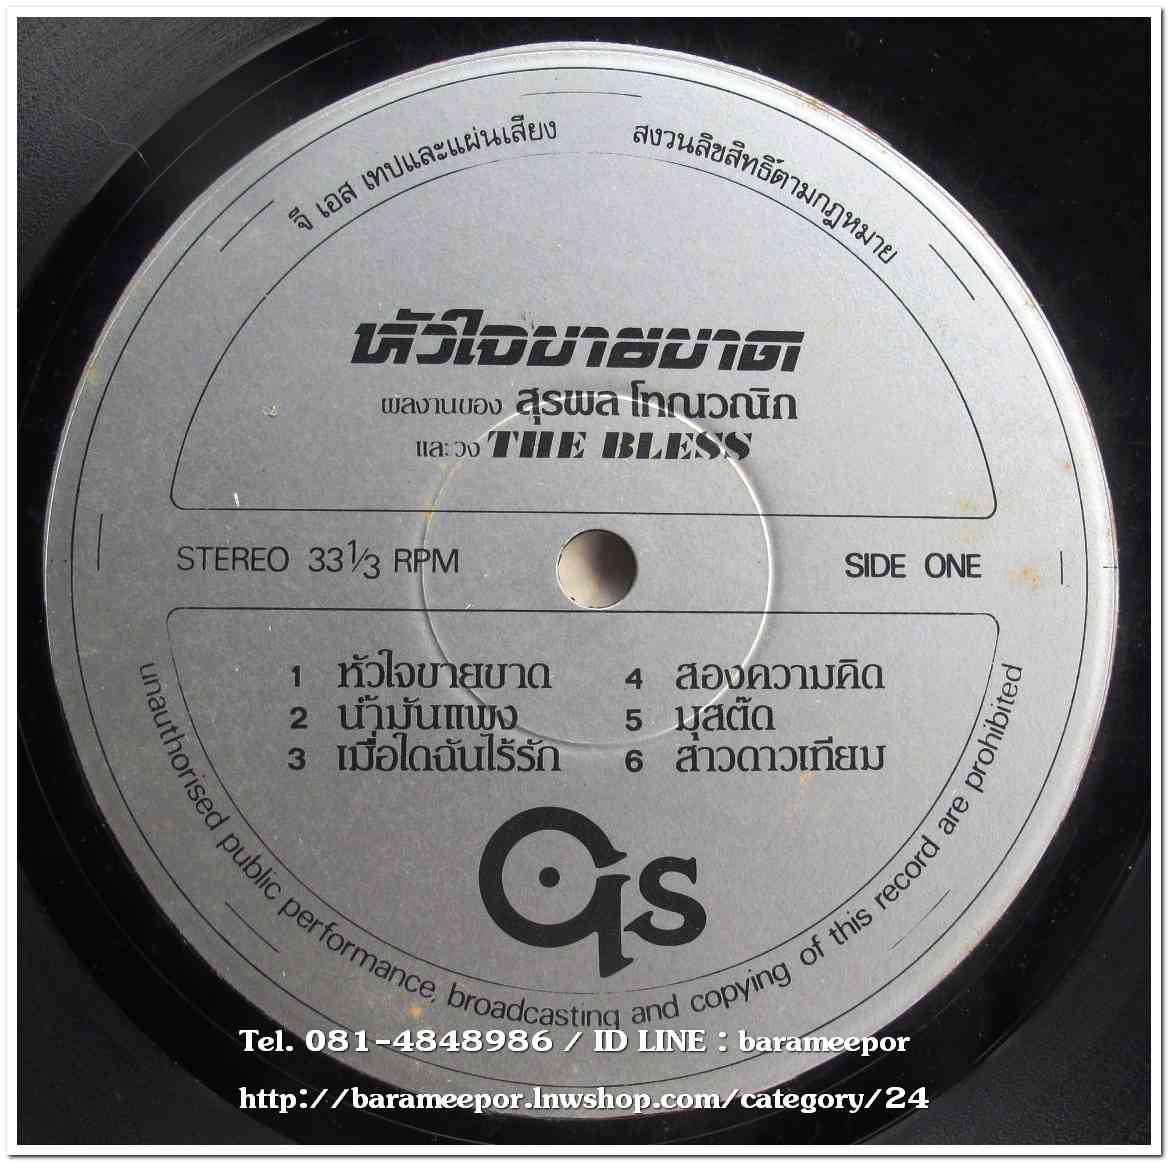 จี เอส เทปและแผ่นเสียง
สงวนลิขสิทธิ์ตามกฎหมาย
หัวใจขายขาด
ผลงานของ สุรพล โทณวณิก
และวง THE BLESS
STEREO 33 1/3 RPM
SIDE ONE
1 หัวใจขายขาด
2 น้ำมันแพง
3 เมื่อใดฉันไร้รัก
4 สองความคิด
5 มุสต๊ด
6 สาวดาวเทียม
Gs
unauthorised public performance, broadcasting and copying of this record are prohibited
Tel. 081-4848986 / ID LINE : barameepor
http://barameepor.lnwshop.com/category/24